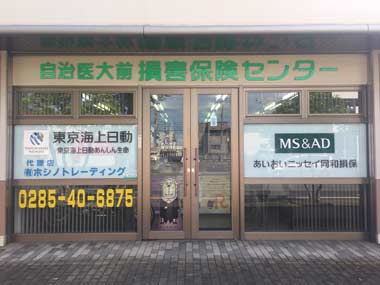 自治医大前 損害保険センター
東京海上日動
東京海上日動あんしん生命
代理店
㈲ホシノトレーディング
0285-40-6875
MS&AD
あいおいニッセイ同和損保